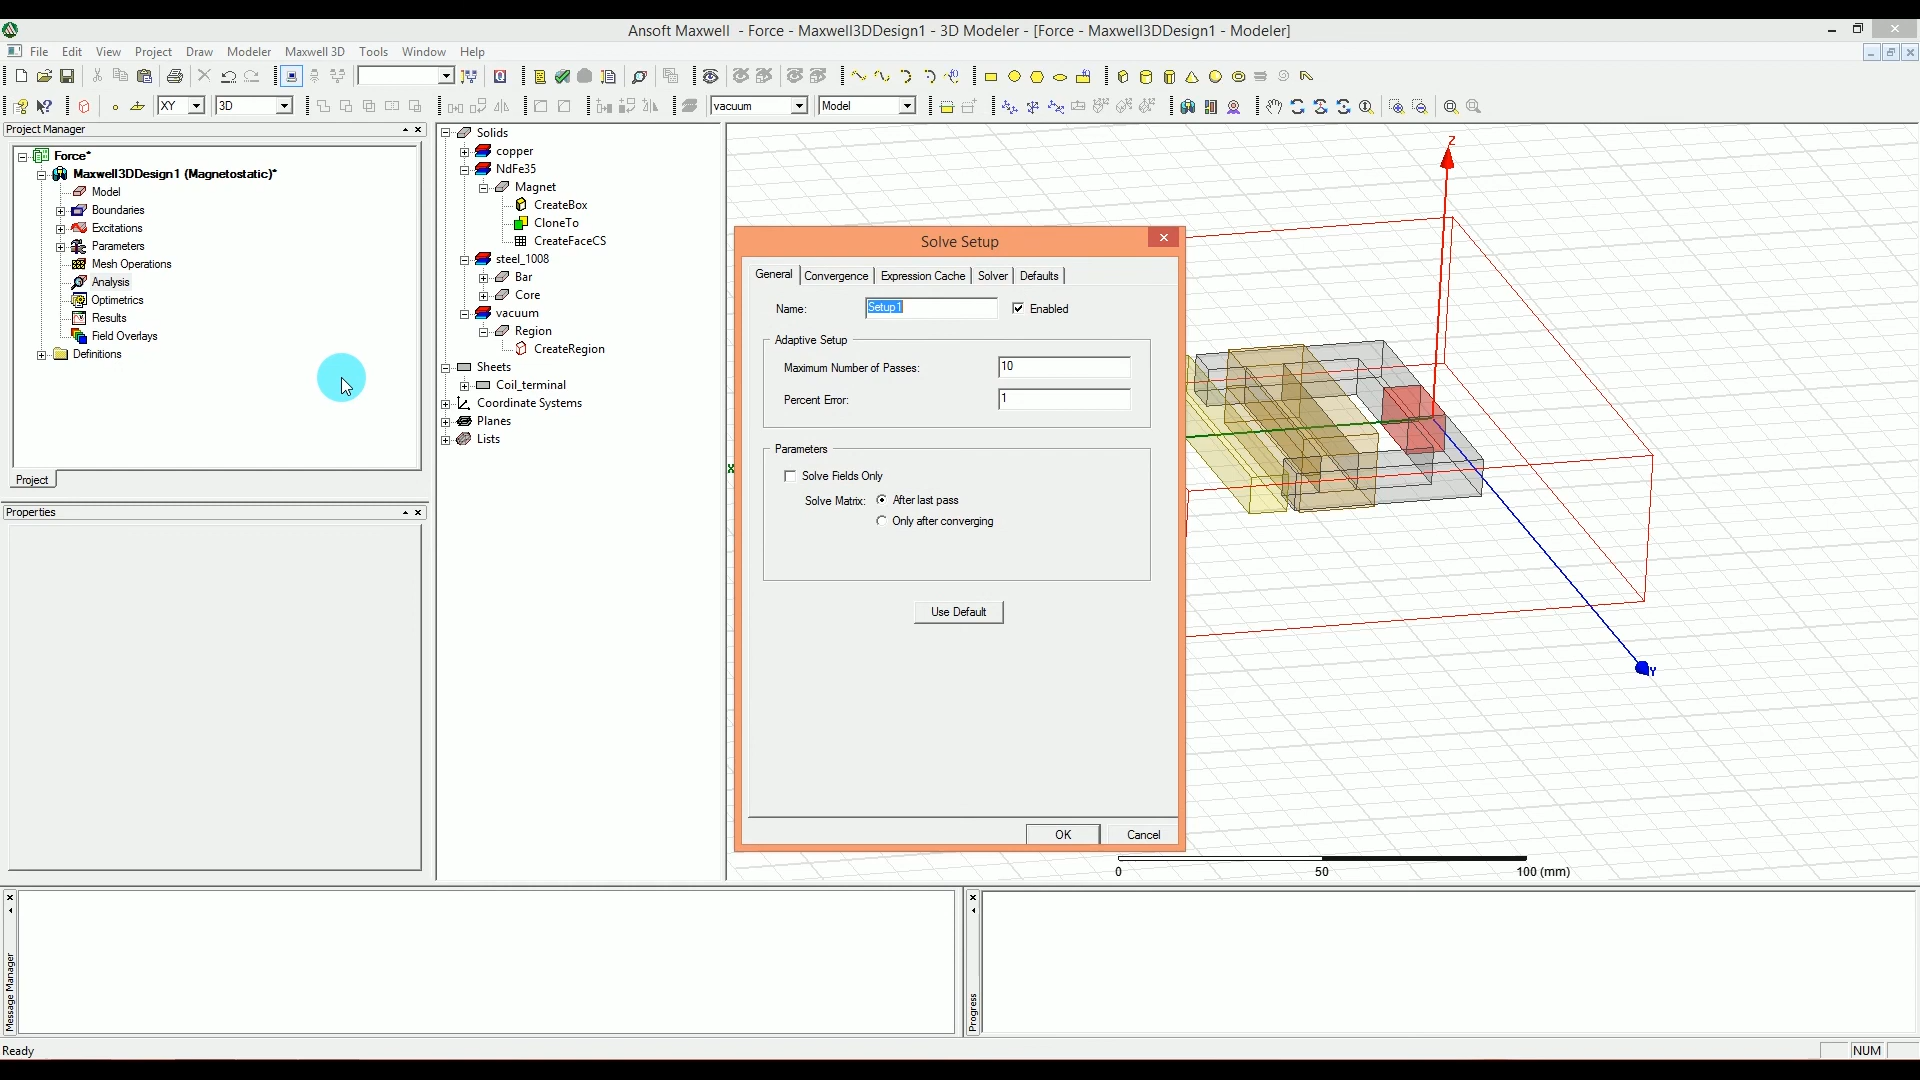 Ansoft Maxwell - Force - Maxwell3DDesign1 - 3D Modeler - [Force - Maxwell3DDesign1 - Modeler]
File Edit View Project Draw Modeler Maxwell 3D Tools Window Help
XY 3D vacuum Model
Project Manager
Force*
Maxwell3DDesign1 (Magnetostatic)*
Model
Boundaries
Excitations
Parameters
Mesh Operations
Analysis
Optimetrics
Results
Field Overlays
Definitions
Project
Properties
Solids
copper
NdFe35
Magnet
CreateBox
CloneTo
CreateFaceCS
steel_1008
Bar
Core
vacuum
Region
CreateRegion
Sheets
Coil_terminal
Coordinate Systems
Planes
Lists
Solve Setup
General Convergence Expression Cache Solver Defaults
Name: Setup1 Enabled
Adaptive Setup
Maximum Number of Passes: 10
Percent Error: 1
Parameters
Solve Fields Only
Solve Matrix: After last pass
Only after converging
Use Default
OK Cancel
Z
X
Y
0 50 100 (mm)
Message Manager
Progress
Ready
NUM